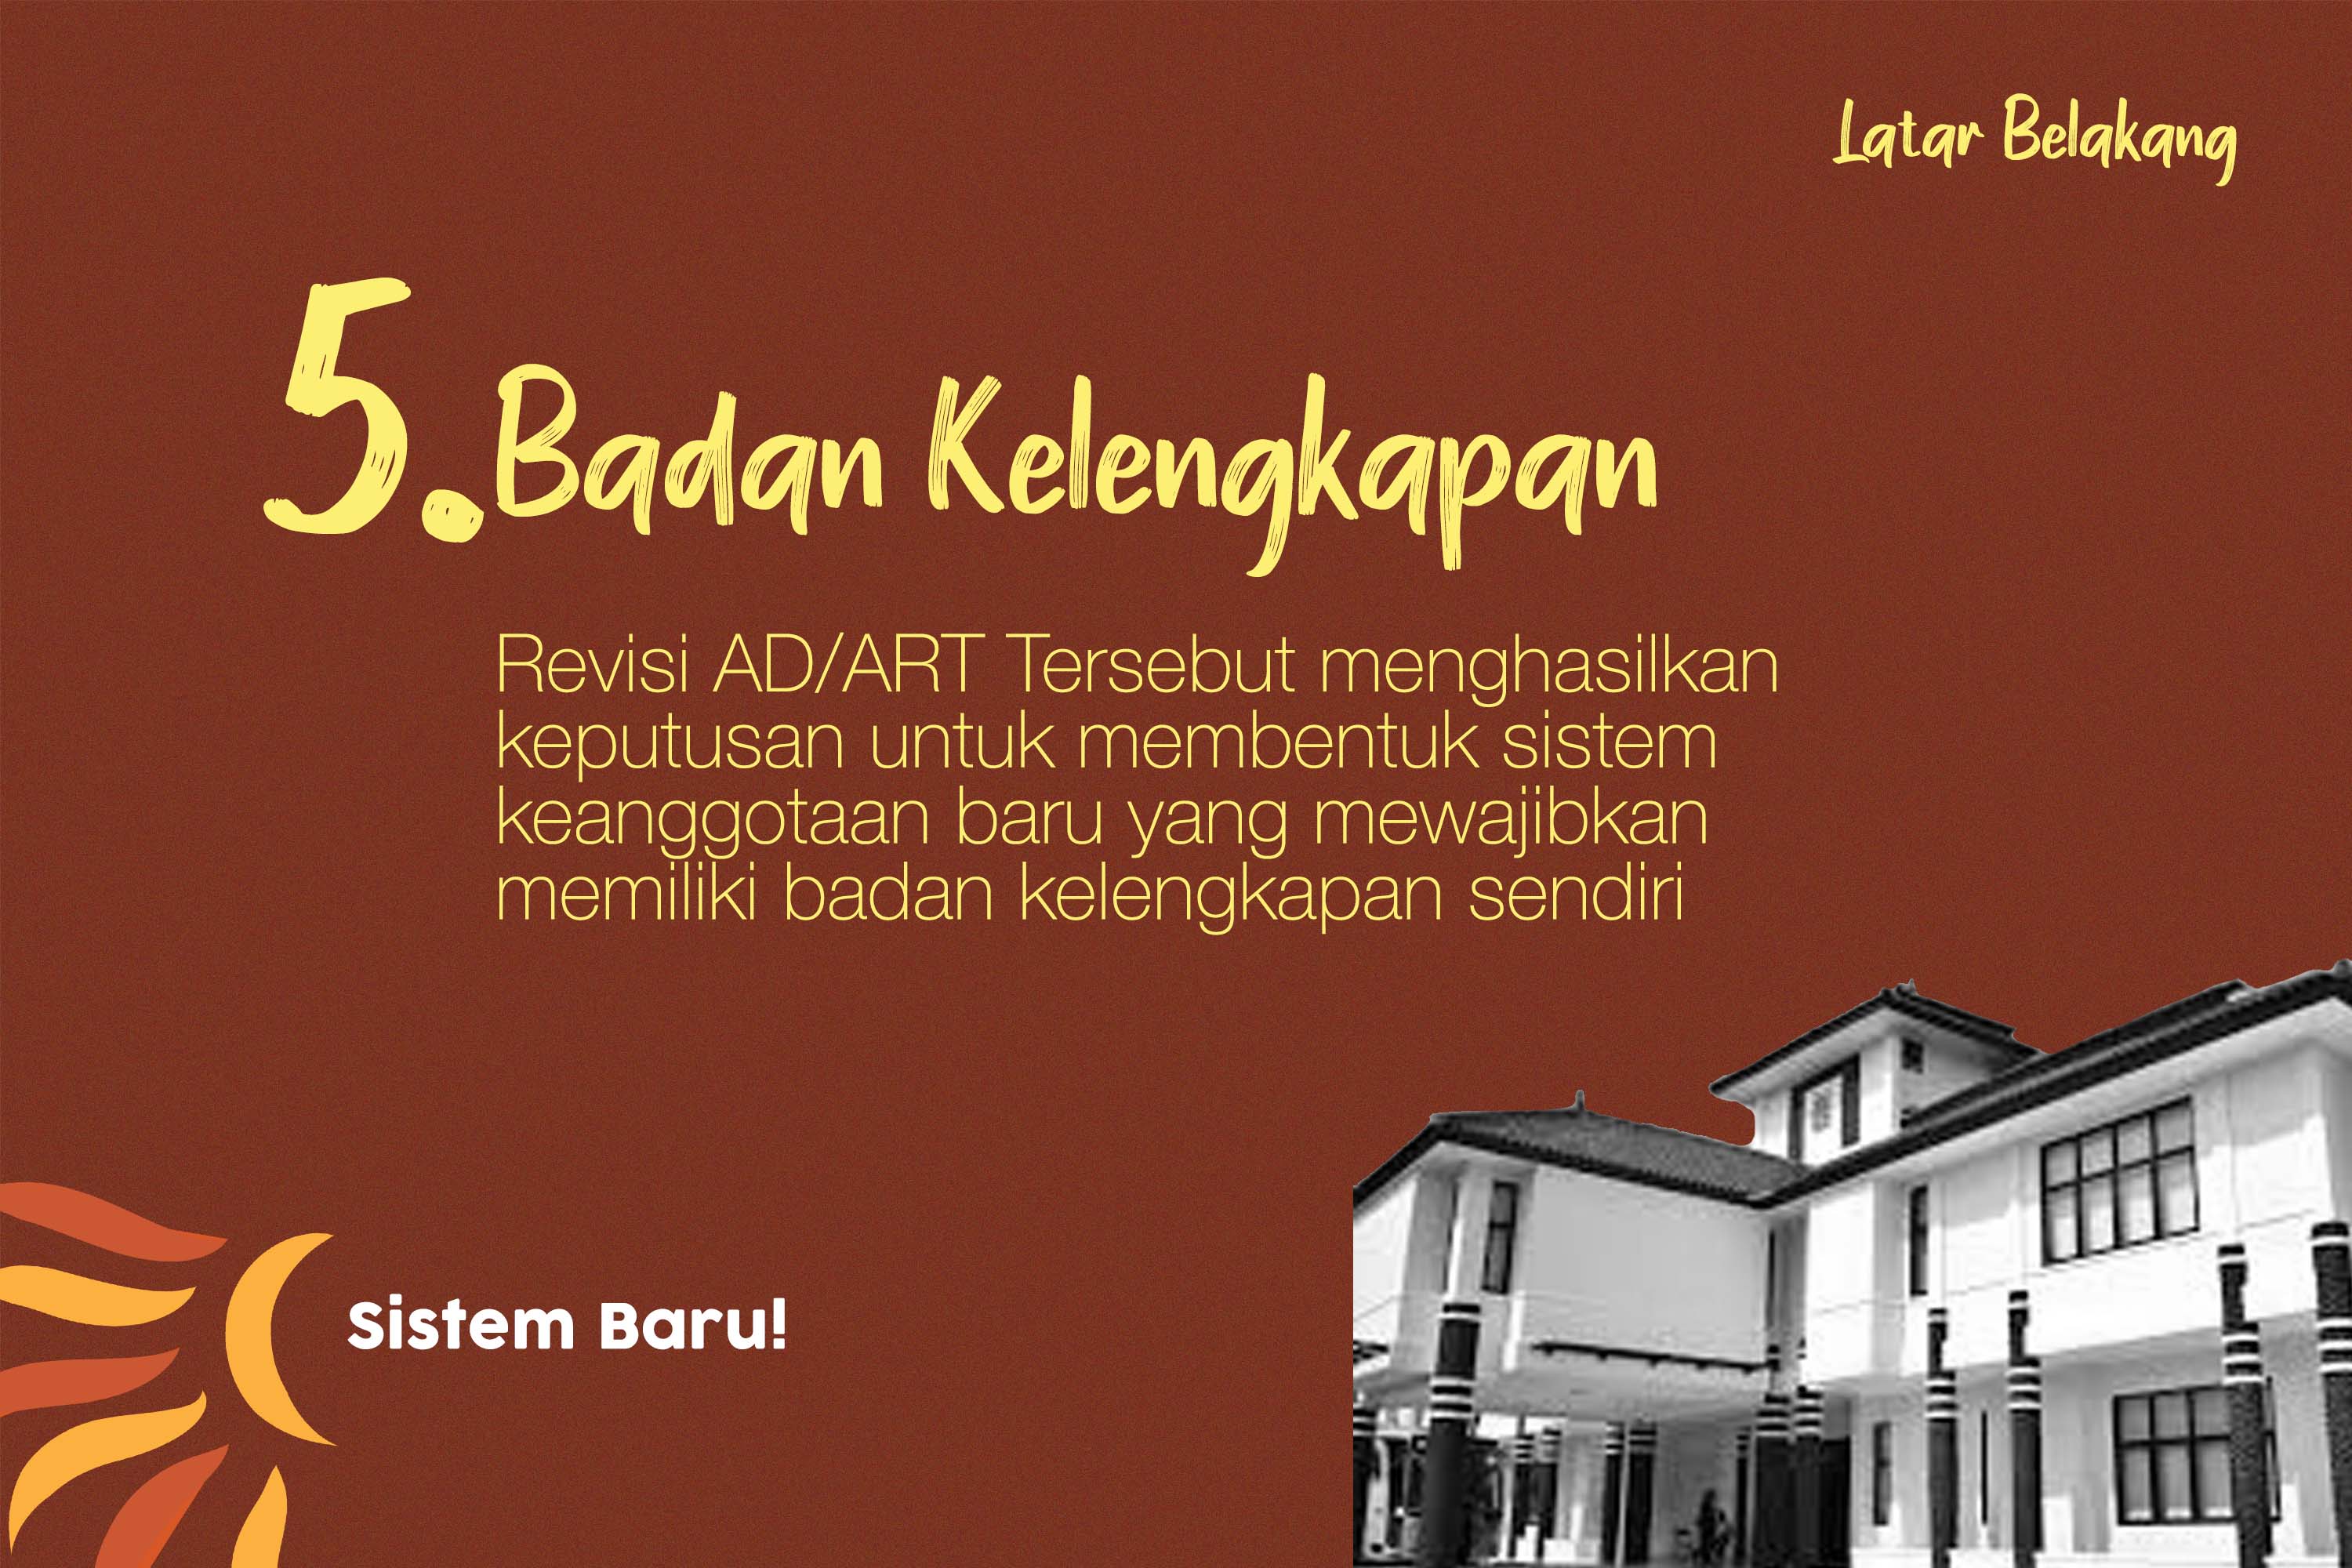 Latar Belakang
5. Badan Kelengkapan
Revisi AD/ART Tersebut menghasilkan
keputusan untuk membentuk sistem
keanggotaan baru yang mewajibkan
memiliki badan kelengkapan sendiri
Sistem Baru!